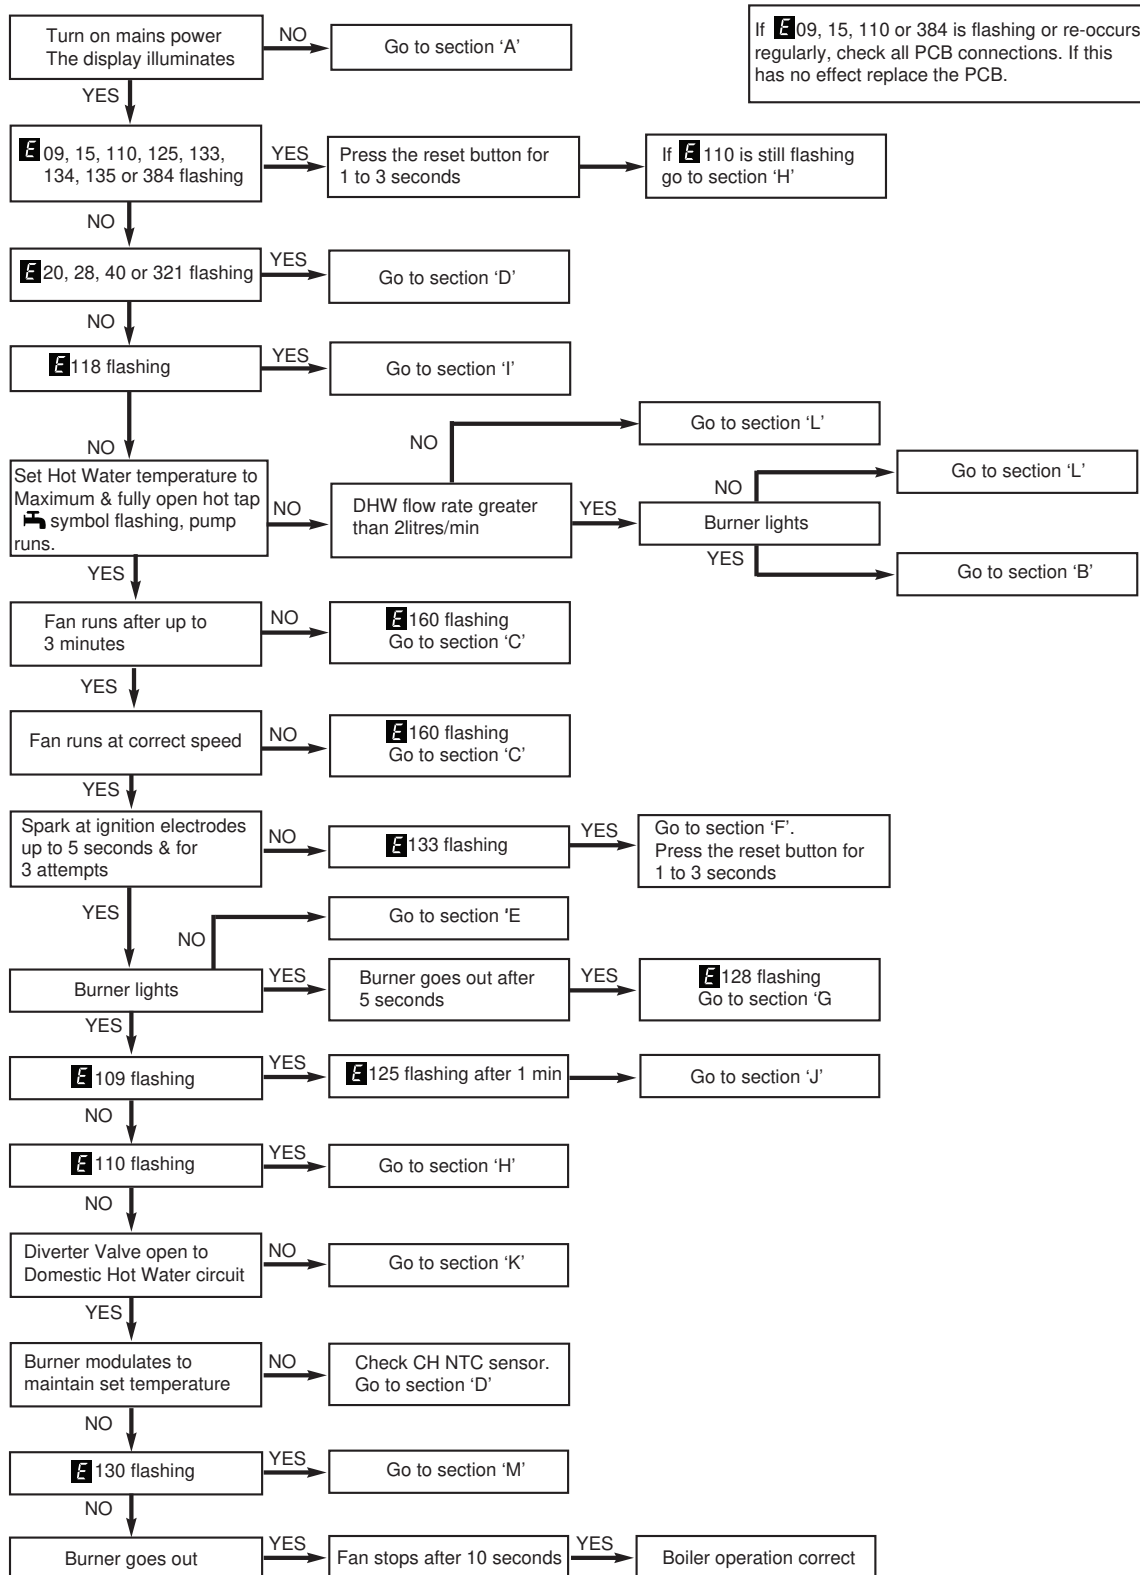 Turn on mains power
The display illuminates
NO
Go to section ‘A’
If E 09, 15, 110 or 384 is flashing or re-occurs
regularly, check all PCB connections. If this
has no effect replace the PCB.
YES
E 09, 15, 110, 125, 133,
134, 135 or 384 flashing
YES
Press the reset button for
1 to 3 seconds
If E 110 is still flashing
go to section ‘H’
NO
E 20, 28, 40 or 321 flashing
YES
Go to section ‘D’
NO
E 118 flashing
YES
Go to section ‘I’
NO
Set Hot Water temperature to
Maximum & fully open hot tap
symbol flashing, pump
runs.
NO
DHW flow rate greater
than 2litres/min
NO
Go to section ‘L’
YES
Burner lights
NO
Go to section ‘L’
YES
Go to section ‘B’
YES
Fan runs after up to
3 minutes
NO
E 160 flashing
Go to section ‘C’
YES
Fan runs at correct speed
NO
E 160 flashing
Go to section ‘C’
YES
Spark at ignition electrodes
up to 5 seconds & for
3 attempts
NO
E 133 flashing
YES
Go to section ‘F’.
Press the reset button for
1 to 3 seconds
YES
NO
Go to section ‘E
Burner lights
YES
Burner goes out after
5 seconds
YES
E 128 flashing
Go to section ‘G
YES
E 109 flashing
YES
E 125 flashing after 1 min
Go to section ‘J’
NO
E 110 flashing
YES
Go to section ‘H’
NO
Diverter Valve open to
Domestic Hot Water circuit
NO
Go to section ‘K’
YES
Burner modulates to
maintain set temperature
NO
Check CH NTC sensor.
Go to section ‘D’
NO
E 130 flashing
YES
Go to section ‘M’
NO
Burner goes out
YES
Fan stops after 10 seconds
YES
Boiler operation correct